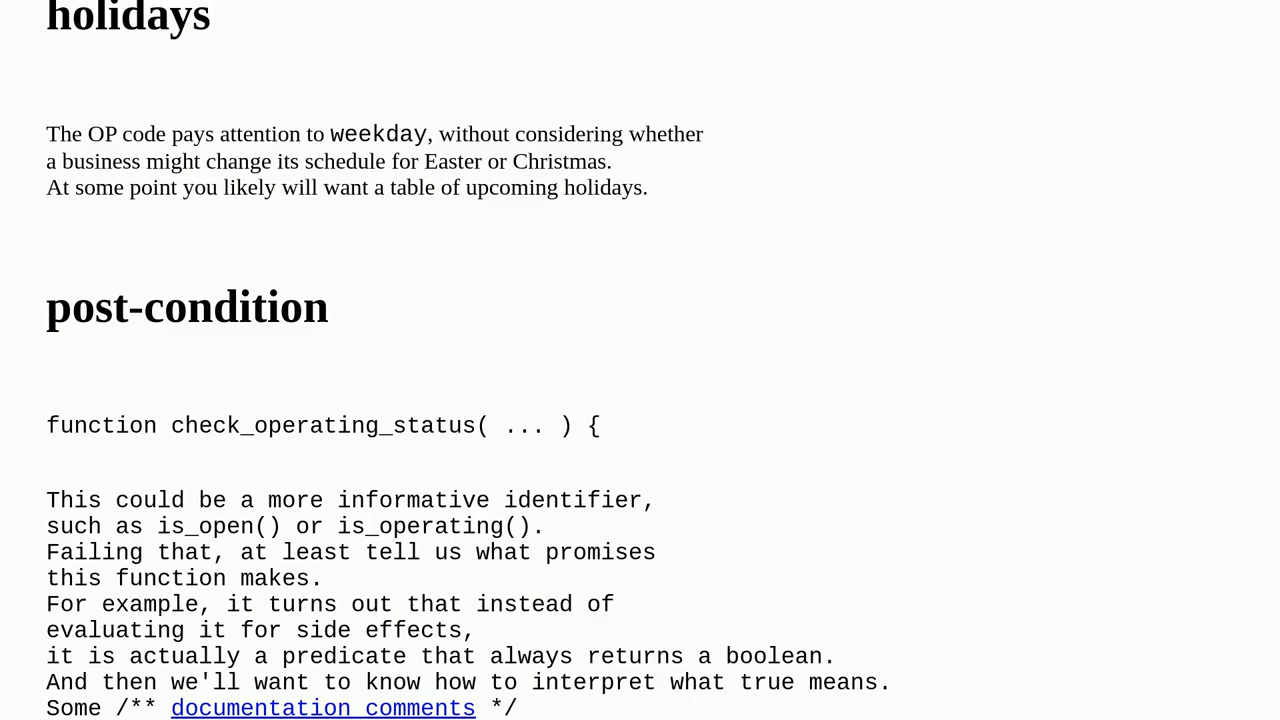 holidays
The OP code pays attention to weekday, without considering whether
a business might change its schedule for Easter or Christmas.
At some point you likely will want a table of upcoming holidays.
post-condition
function check_operating_status( ... ) {
This could be a more informative identifier,
such as is_open() or is_operating().
Failing that, at least tell us what promises
this function makes.
For example, it turns out that instead of
evaluating it for side effects,
it is actually a predicate that always returns a boolean.
And then we'll want to know how to interpret what true means.
Some /** documentation comments */